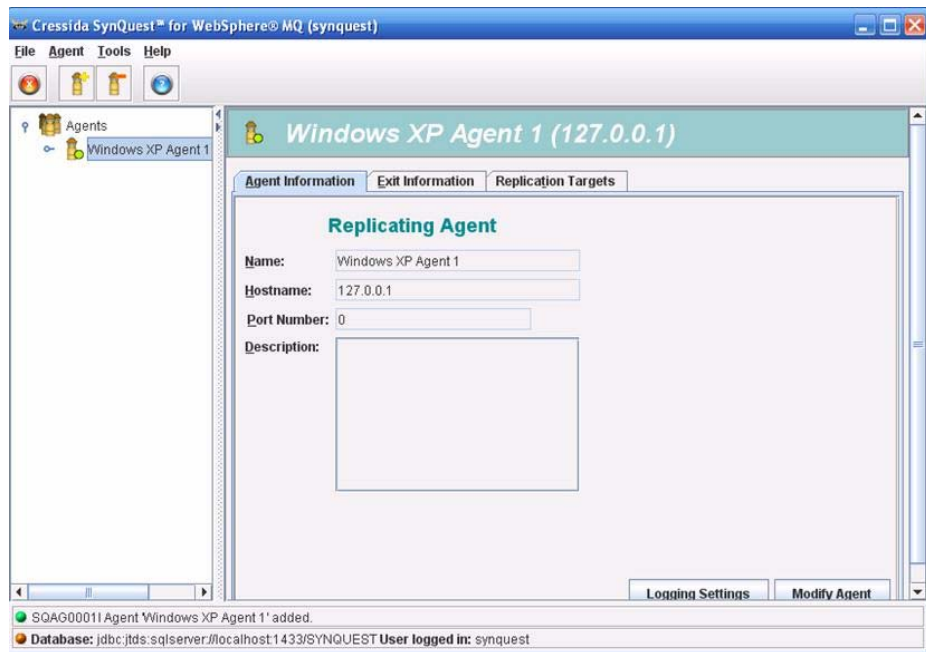 Cressida SynQuest™ for WebSphere® MQ (synquest)
File Agent Tools Help
Agents
Windows XP Agent 1
Windows XP Agent 1 (127.0.0.1)
Agent Information Exit Information Replication Targets
Replicating Agent
Name: Windows XP Agent 1
Hostname: 127.0.0.1
Port Number: 0
Description:
Logging Settings Modify Agent
SQAG0001I Agent 'Windows XP Agent 1' added.
Database: jdbc:jtds:sqlserver://localhost:1433/SYNQUEST User logged in: synquest